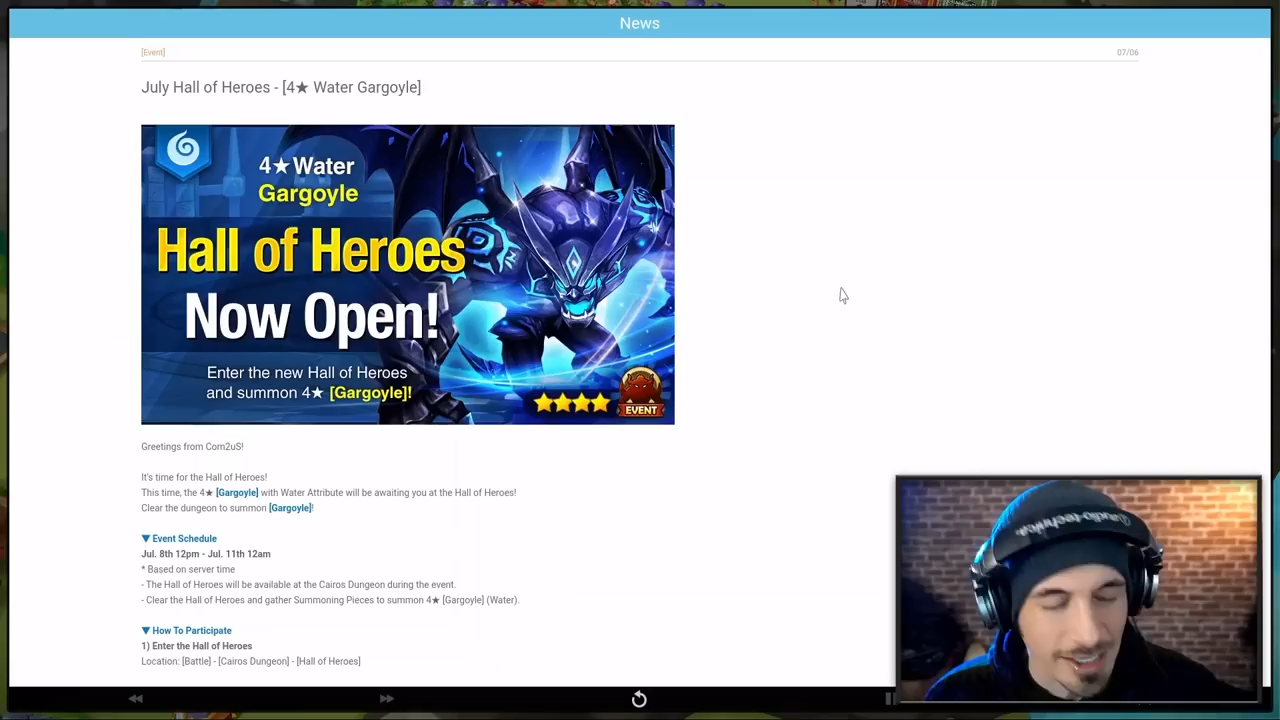 News
[Event]
07/06
July Hall of Heroes - [4★ Water Gargoyle]
4★Water
Gargoyle
Hall of Heroes
Now Open!
Enter the new Hall of Heroes
and summon 4★ [Gargoyle]!
EVENT
Greetings from Com2uS!
It's time for the Hall of Heroes!
This time, the 4★ [Gargoyle] with Water Attribute will be awaiting you at the Hall of Heroes!
Clear the dungeon to summon [Gargoyle]!
▼ Event Schedule
Jul. 8th 12pm - Jul. 11th 12am
* Based on server time
- The Hall of Heroes will be available at the Cairos Dungeon during the event.
- Clear the Hall of Heroes and gather Summoning Pieces to summon 4★ [Gargoyle] (Water).
▼ How To Participate
1) Enter the Hall of Heroes
Location: [Battle] - [Cairos Dungeon] - [Hall of Heroes]
audio-technica